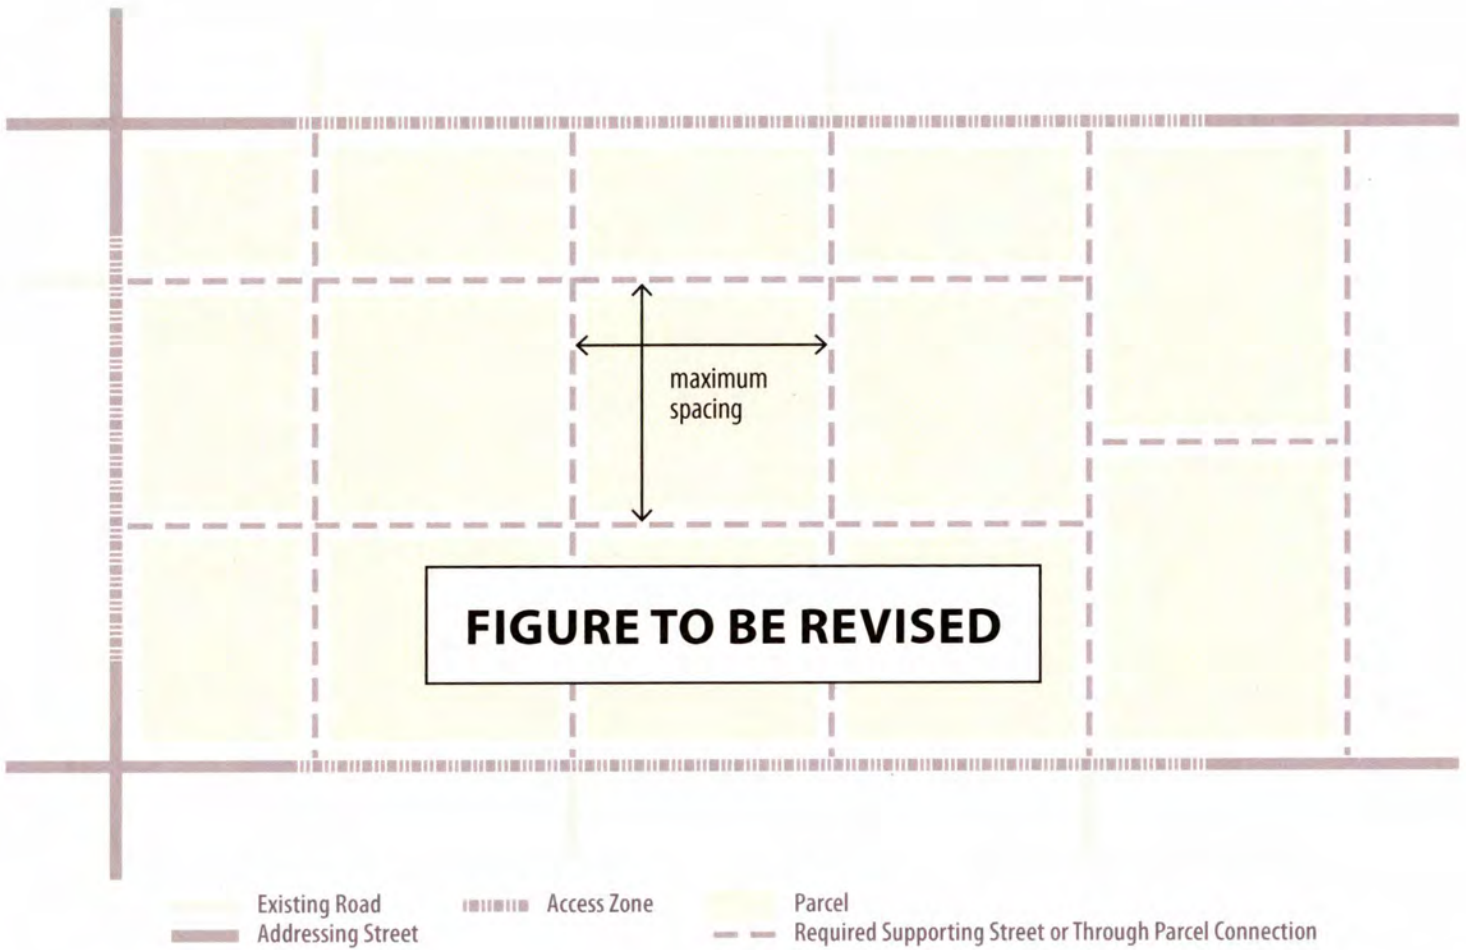 maximum
spacing
FIGURE TO BE REVISED
Existing Road
Access Zone
Parcel
Addressing Street
Required Supporting Street or Through Parcel Connection